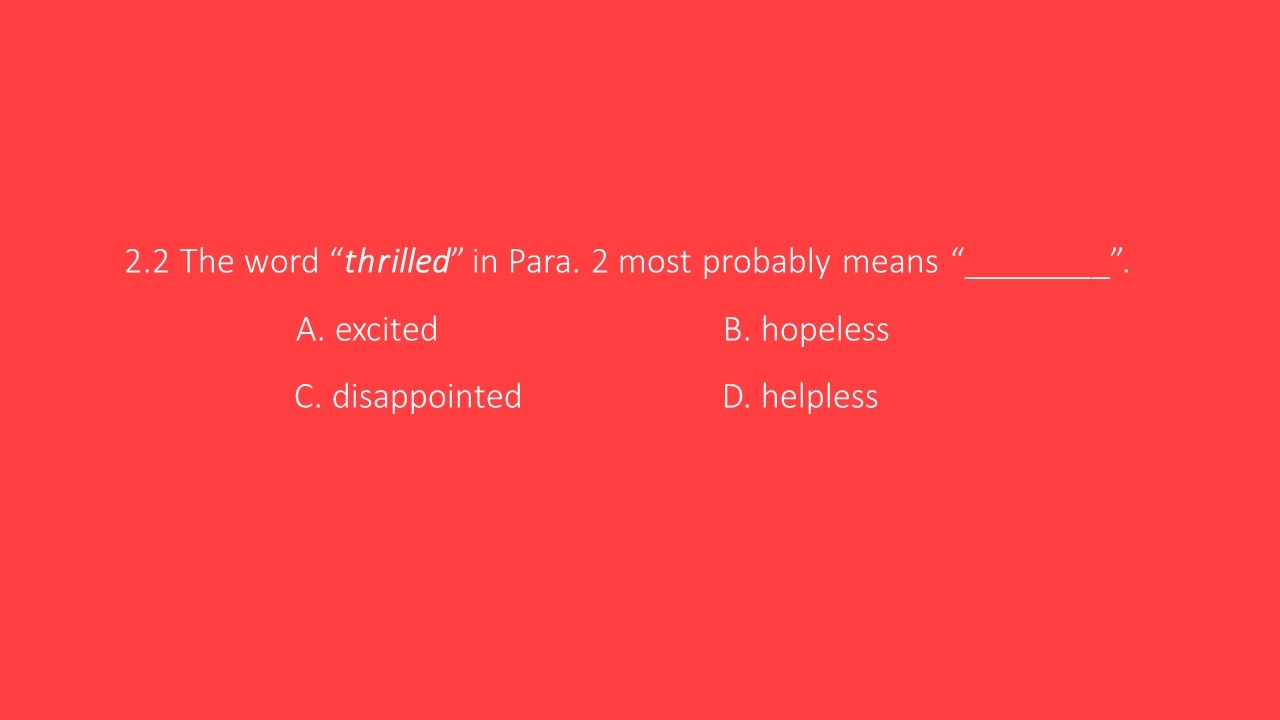 2.2 The word “thrilled” in Para. 2 most probably means “________”.
A. excited B. hopeless
C. disappointed D. helpless